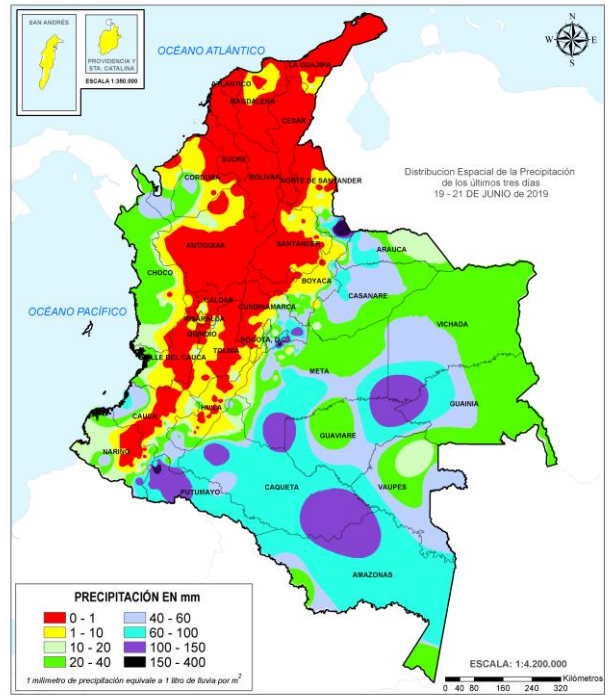 SAN ANDRÉS
PROVIDENCIA Y
STA. CATALINA
ESCALA 1:350.000
OCÉANO ATLÁNTICO
N
W
E
S
LA GUAJIRA
ATLANTICO
MAGDALENA
CESAR
SUCRE
CORDOBA
BOLIVAR
NORTE DE SANTANDER
Distribucion Espacial de la Precipitación
de los últimos tres días
19 - 21 DE JUNIO de 2019
ANTIOQUIA
SANTANDER
ARAUCA
CHOCO
BOYACA
CASANARE
OCÉANO PACÍFICO
CALDAS
CUNDINAMARCA
RISARALDA
VICHADA
QUINDIO
BOGOTA, D.C.
TOLIMA
VALLE DEL CAUCA
META
GUAINIA
HUILA
CAUCA
GUAVIARE
NARIÑO
VAUPES
CAQUETA
PUTUMAYO
AMAZONAS
PRECIPITACIÓN EN mm
0 - 1
40 - 60
1 - 10
60 - 100
10 - 20
100 - 150
20 - 40
150 - 400
1 milímetro de precipitación equivale a 1 litro de lluvia por m2
ESCALA: 1:4.200.000
Kilómetros
0 40 80 160 240 320